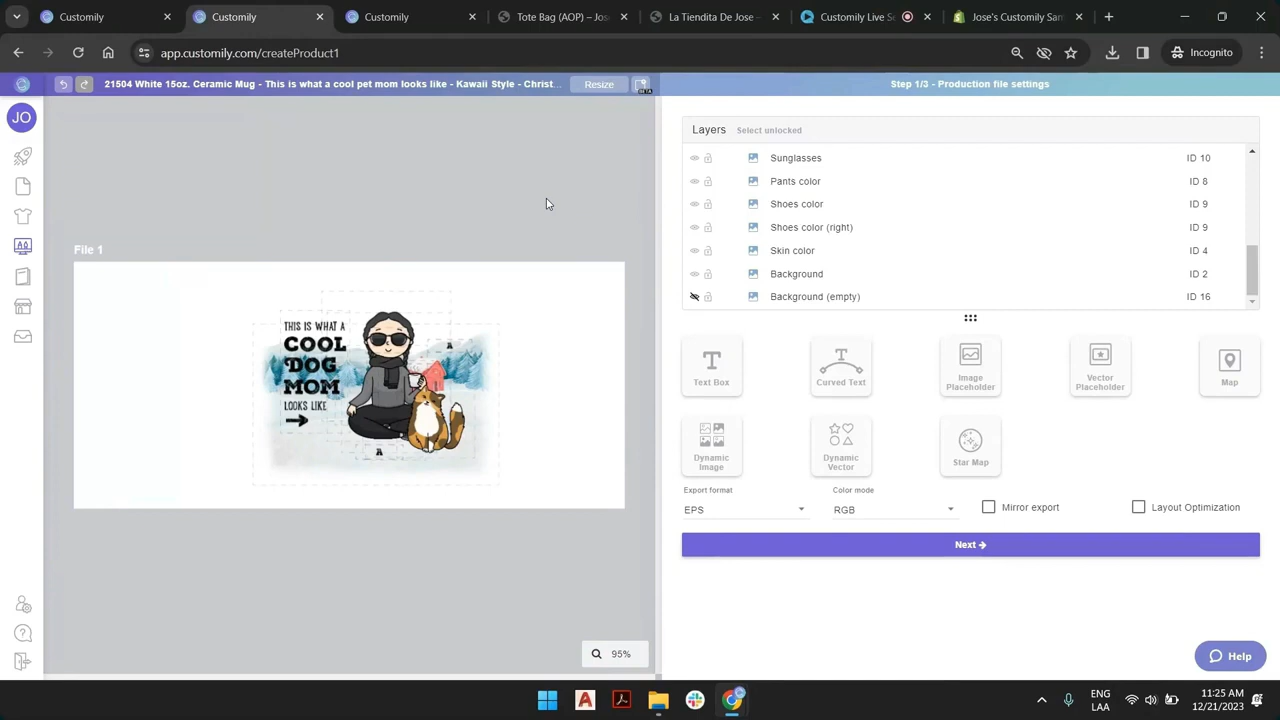 Customily
Customily
Customily
Tote Bag (AOP) – Jos
La Tiendita De Jose –
Customily Live S
Jose's Customily San
app.customily.com/createProduct1
Incognito
21504 White 15oz. Ceramic Mug - This is what a cool pet mom looks like - Kawaii Style - Christ...
Resize
BETA
Step 1/3 - Production file settings
JO
Layers
Select unlocked
Sunglasses
ID 10
Pants color
ID 8
Shoes color
ID 9
Shoes color (right)
ID 9
Skin color
ID 4
Background
ID 2
Background (empty)
ID 16
File 1
THIS IS WHAT A
COOL
DOG
MOM
LOOKS LIKE
A
A
Text Box
Curved Text
Image
Placeholder
Vector
Placeholder
Map
Dynamic
Image
Dynamic
Vector
Star Map
Export format
EPS
Color mode
RGB
Mirror export
Layout Optimization
Next
95%
Help
ENG
LAA
11:25 AM
12/21/2023